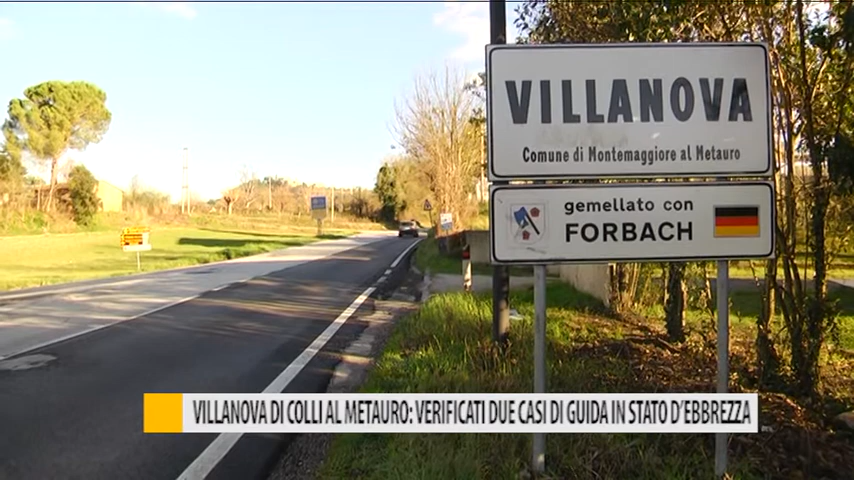 VILLANOVA
Comune di Montemaggiore al Metauro
gemellato con
FORBACH
VILLANOVA DI COLLI AL METAURO: VERIFICATI DUE CASI DI GUIDA IN STATO D'EBBREZZA